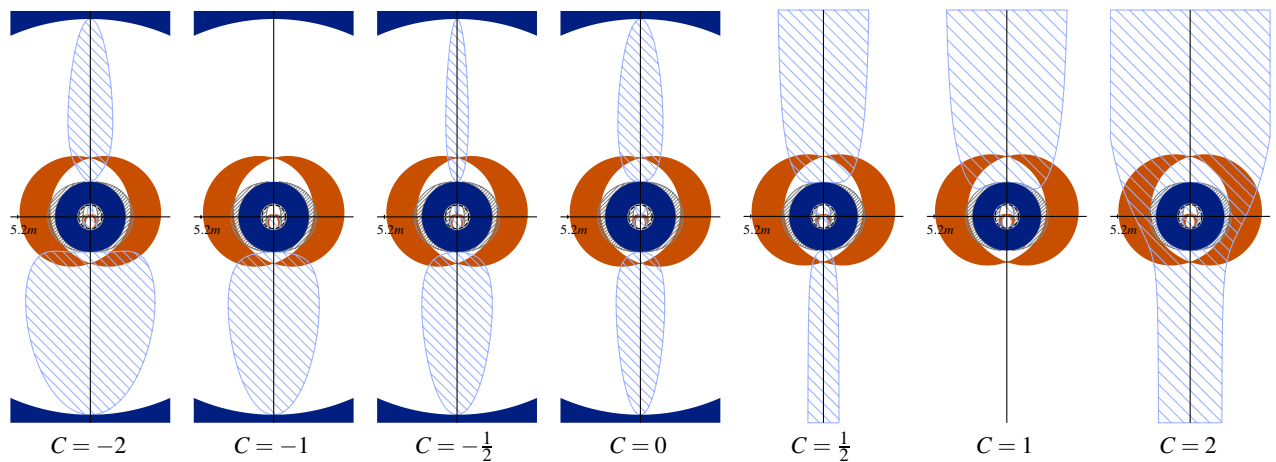 5.2m 5.2m 5.2m 5.2m 5.2m 5.2m 5.2m
C = −2 C = −1 C = −1/2 C = 0 C = 1/2 C = 1 C = 2